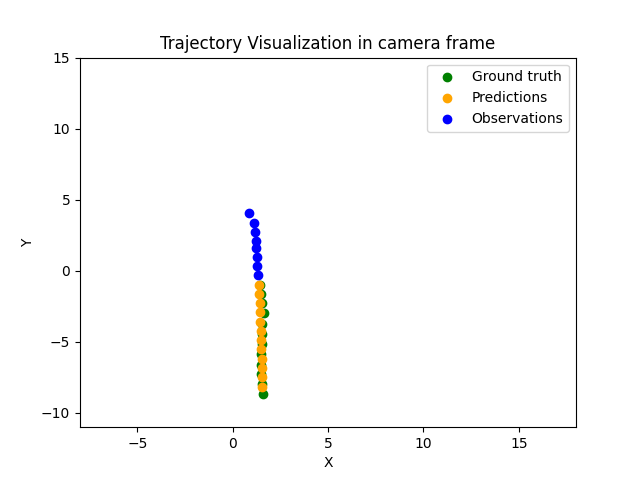 Trajectory Visualization in camera frame
Ground truth
Predictions
Observations
15
10
5
0
−5
−10
Y
−5
0
5
10
15
X